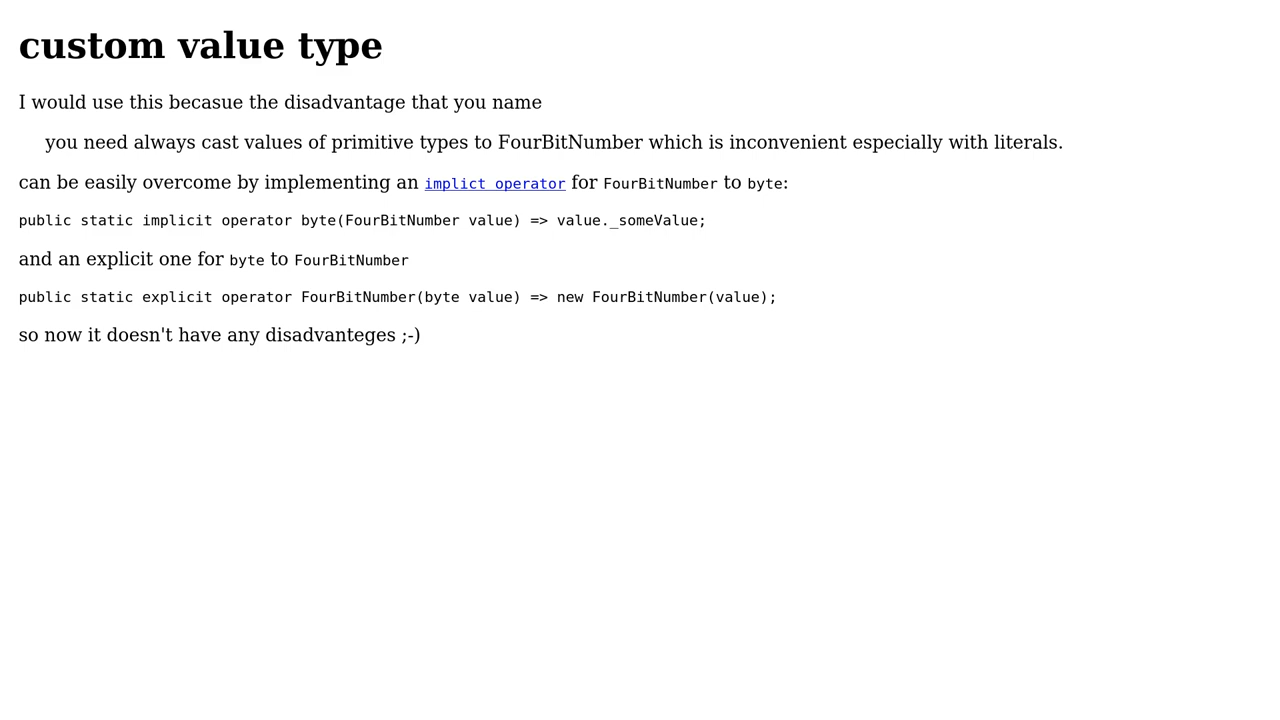 custom value type
I would use this becasue the disadvantage that you name
you need always cast values of primitive types to FourBitNumber which is inconvenient especially with literals.
can be easily overcome by implementing an implict operator for FourBitNumber to byte:
public static implicit operator byte(FourBitNumber value) => value._someValue;
and an explicit one for byte to FourBitNumber
public static explicit operator FourBitNumber(byte value) => new FourBitNumber(value);
so now it doesn't have any disadvanteges ;-)